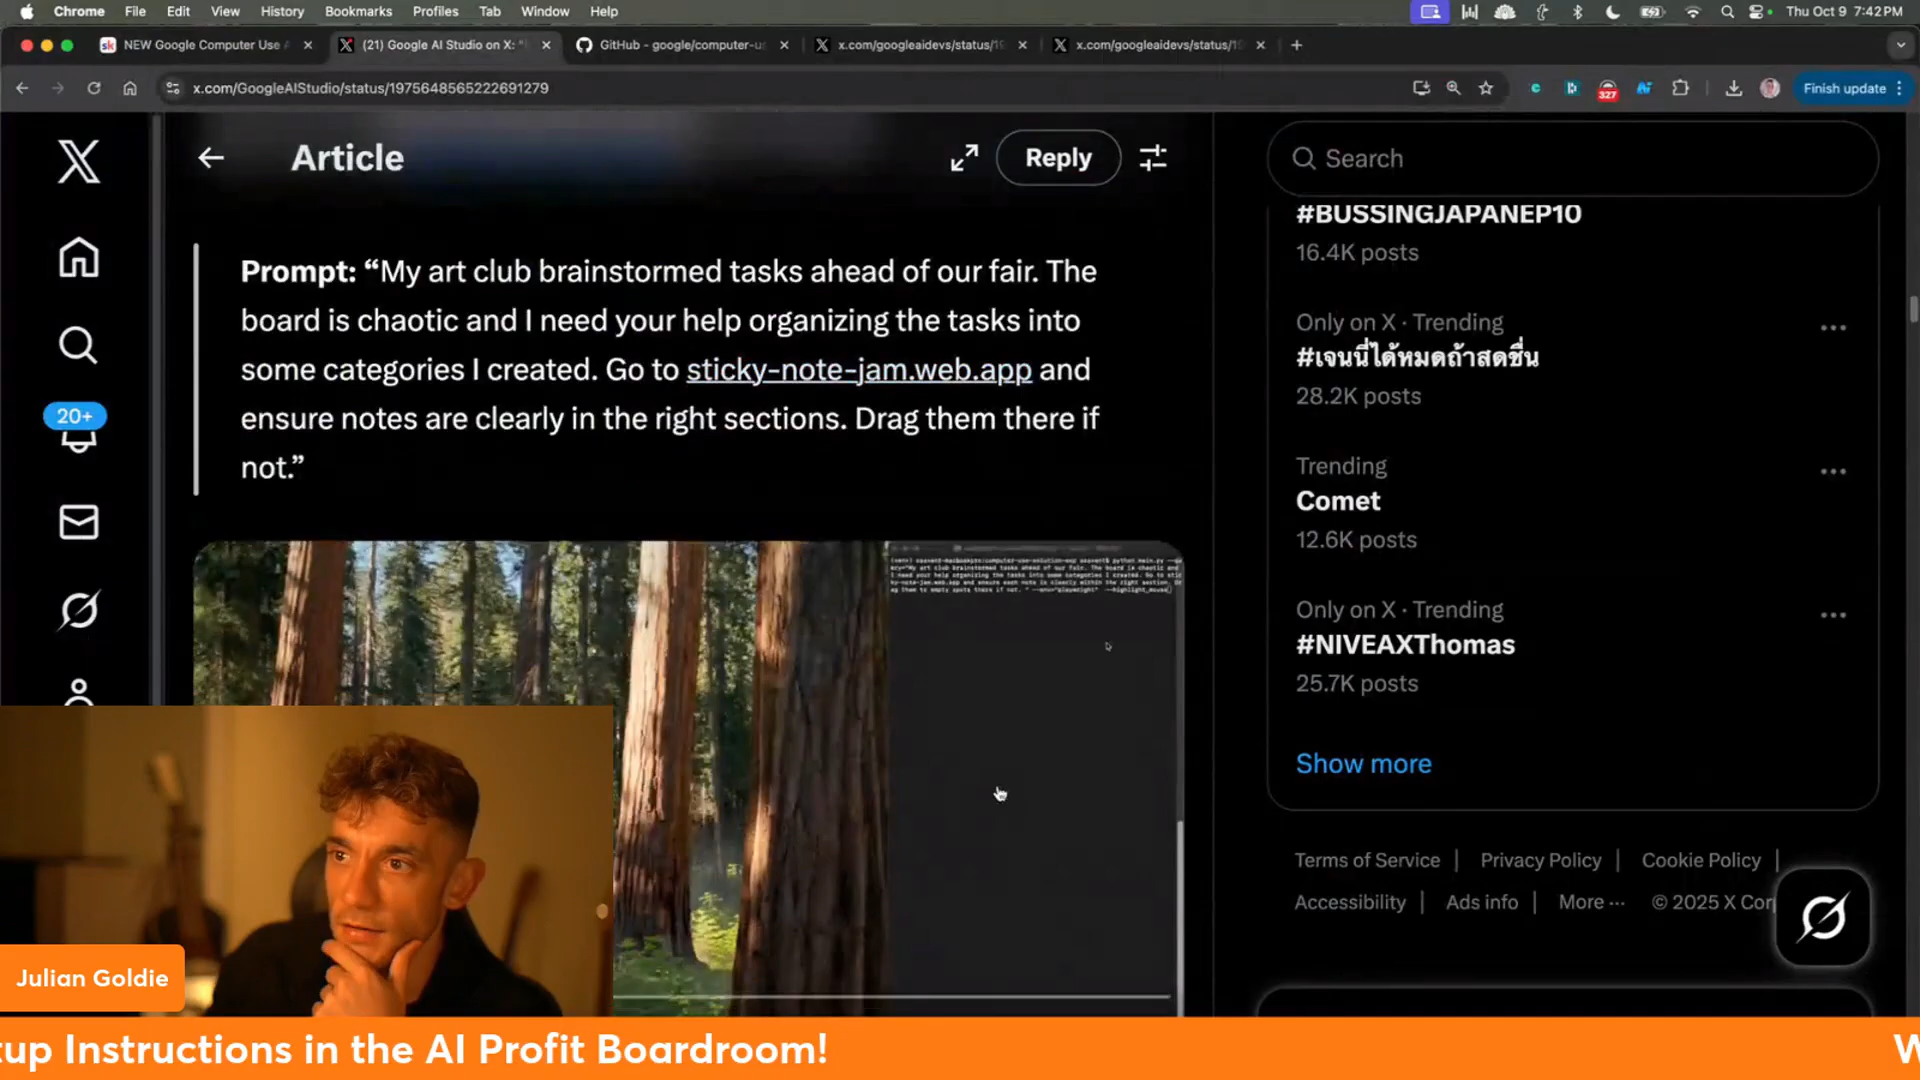 Chrome File Edit View History Bookmarks Profiles Tab Window Help
Thu Oct 9 7:42 PM
NEW Google Computer Use
(21) Google AI Studio on X: "
GitHub - google/computer-us
x.com/googleaidevs/status/19
x.com/googleaidevs/status/19
x.com/GoogleAIStudio/status/1975648565222691279
327
Finish update
Article
Reply
Search
20+
Prompt: “My art club brainstormed tasks ahead of our fair. The
board is chaotic and I need your help organizing the tasks into
some categories I created. Go to sticky-note-jam.web.app and
ensure notes are clearly in the right sections. Drag them there if
not.”
#BUSSINGJAPANEP10
16.4K posts
Only on X · Trending
#เจนนี่ได้หมดถ้าสดชื่น
28.2K posts
Trending
Comet
12.6K posts
Only on X · Trending
#NIVEAXThomas
25.7K posts
Show more
Terms of Service | Privacy Policy | Cookie Policy |
Accessibility | Ads info | More ··· © 2025 X Cor
Julian Goldie
tup Instructions in the AI Profit Boardroom!
W